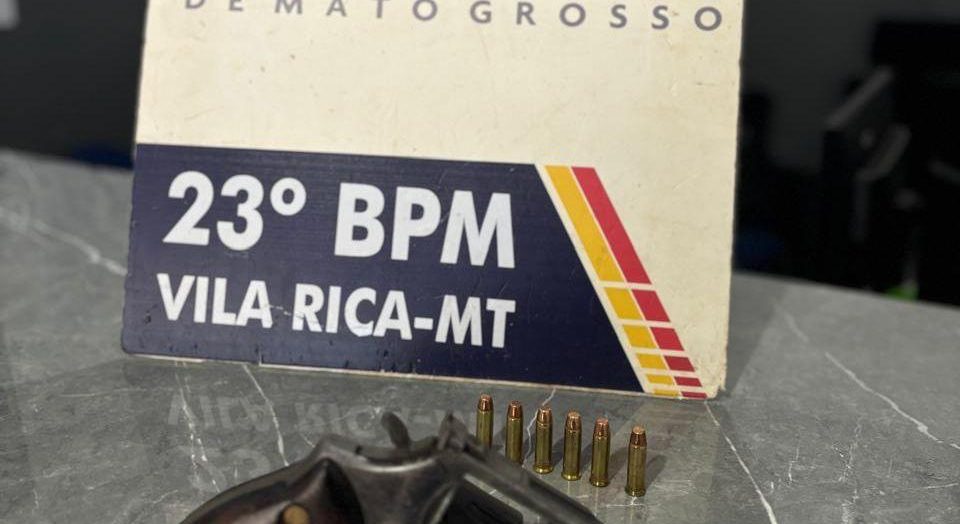 DE MATO GROSSO
23º BPM
VILA RICA-MT